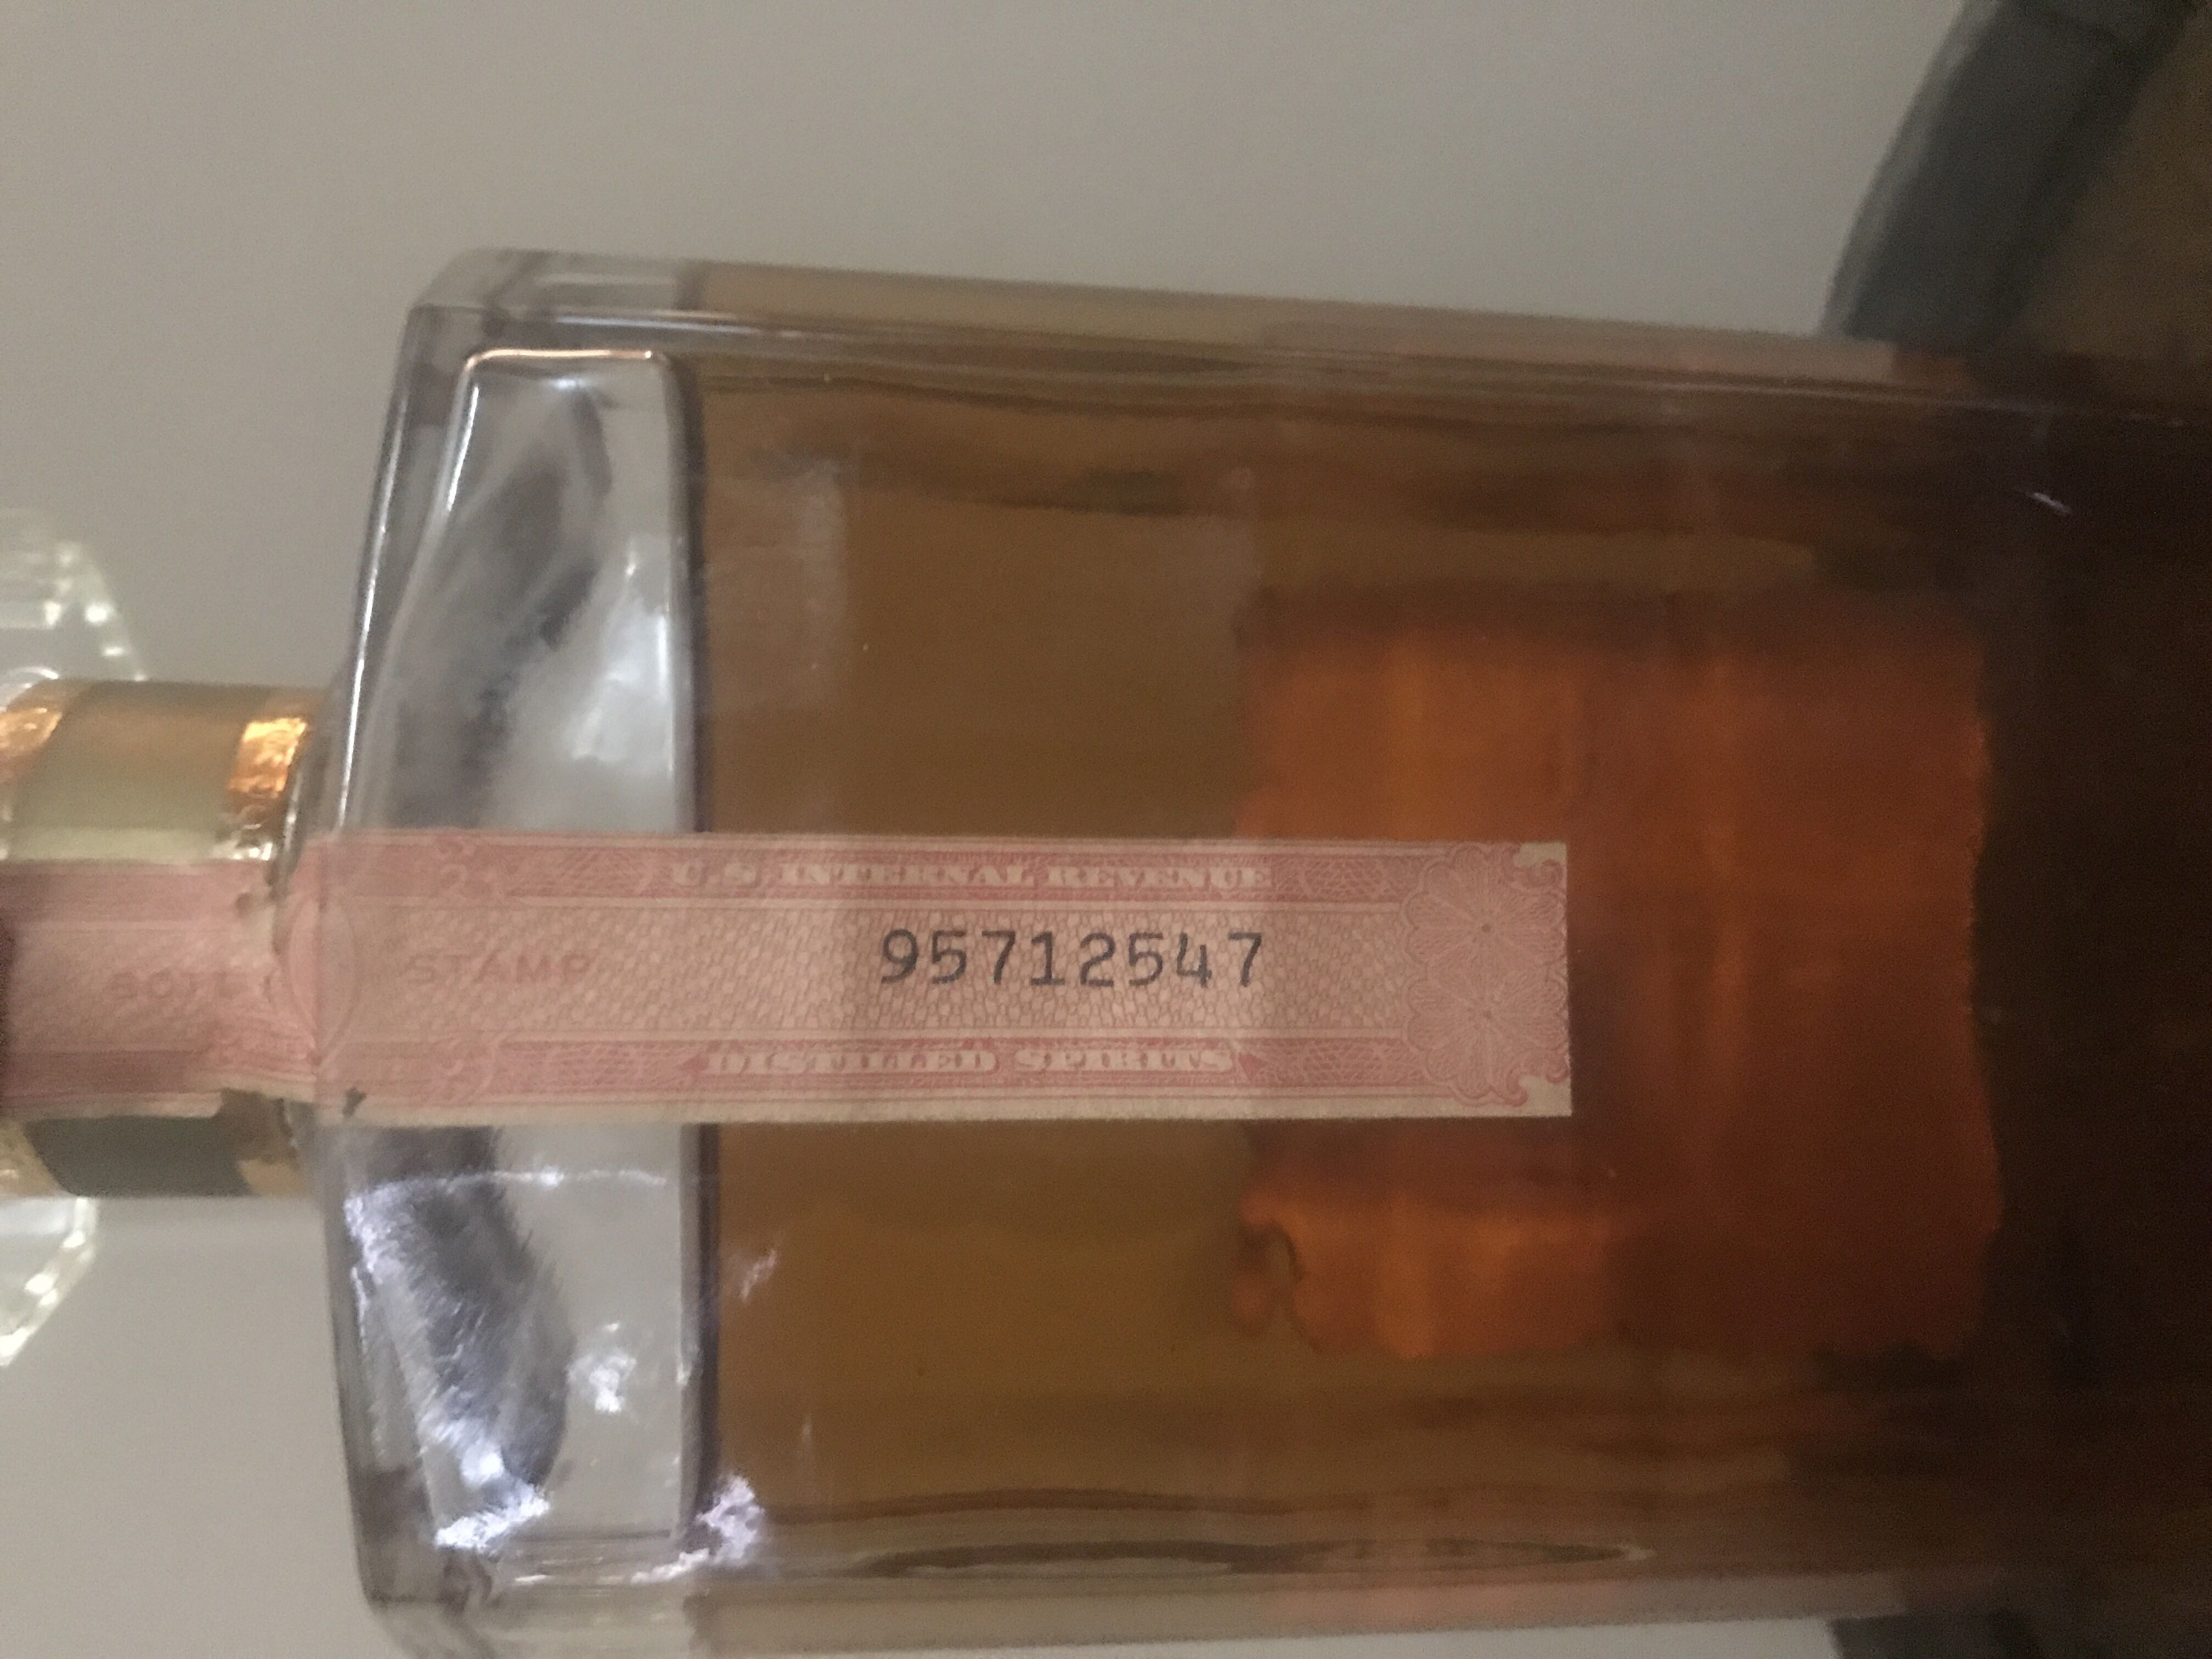 U.S. INTERNAL REVENUE
STAMP
95712547
DISTILLED SPIRITS